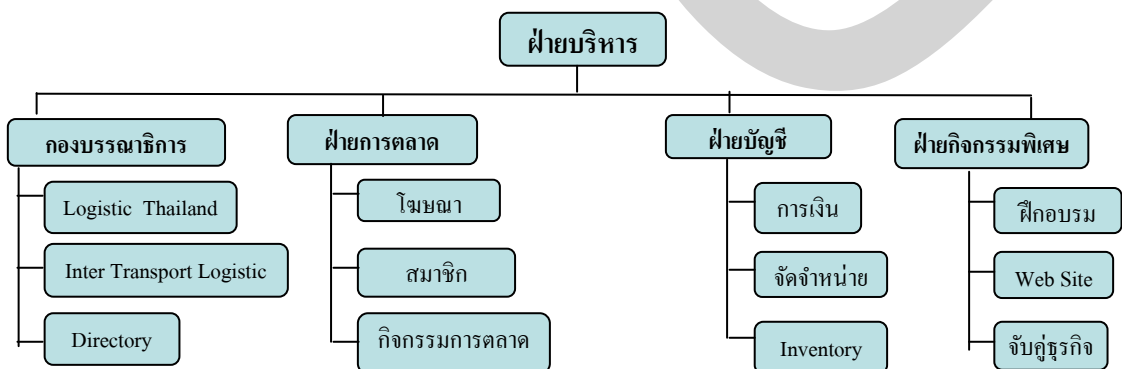 ฝ่ายบริหาร
กองบรรณาธิการ
ฝ่ายการตลาด
ฝ่ายบัญชี
ฝ่ายกิจกรรมพิเศษ
Logistic Thailand
โฆษณา
การเงิน
ฝึกอบรม
Inter Transport Logistic
สมาชิก
จัดจำหน่าย
Web Site
Directory
กิจกรรมการตลาด
Inventory
จับคู่ธุรกิจ